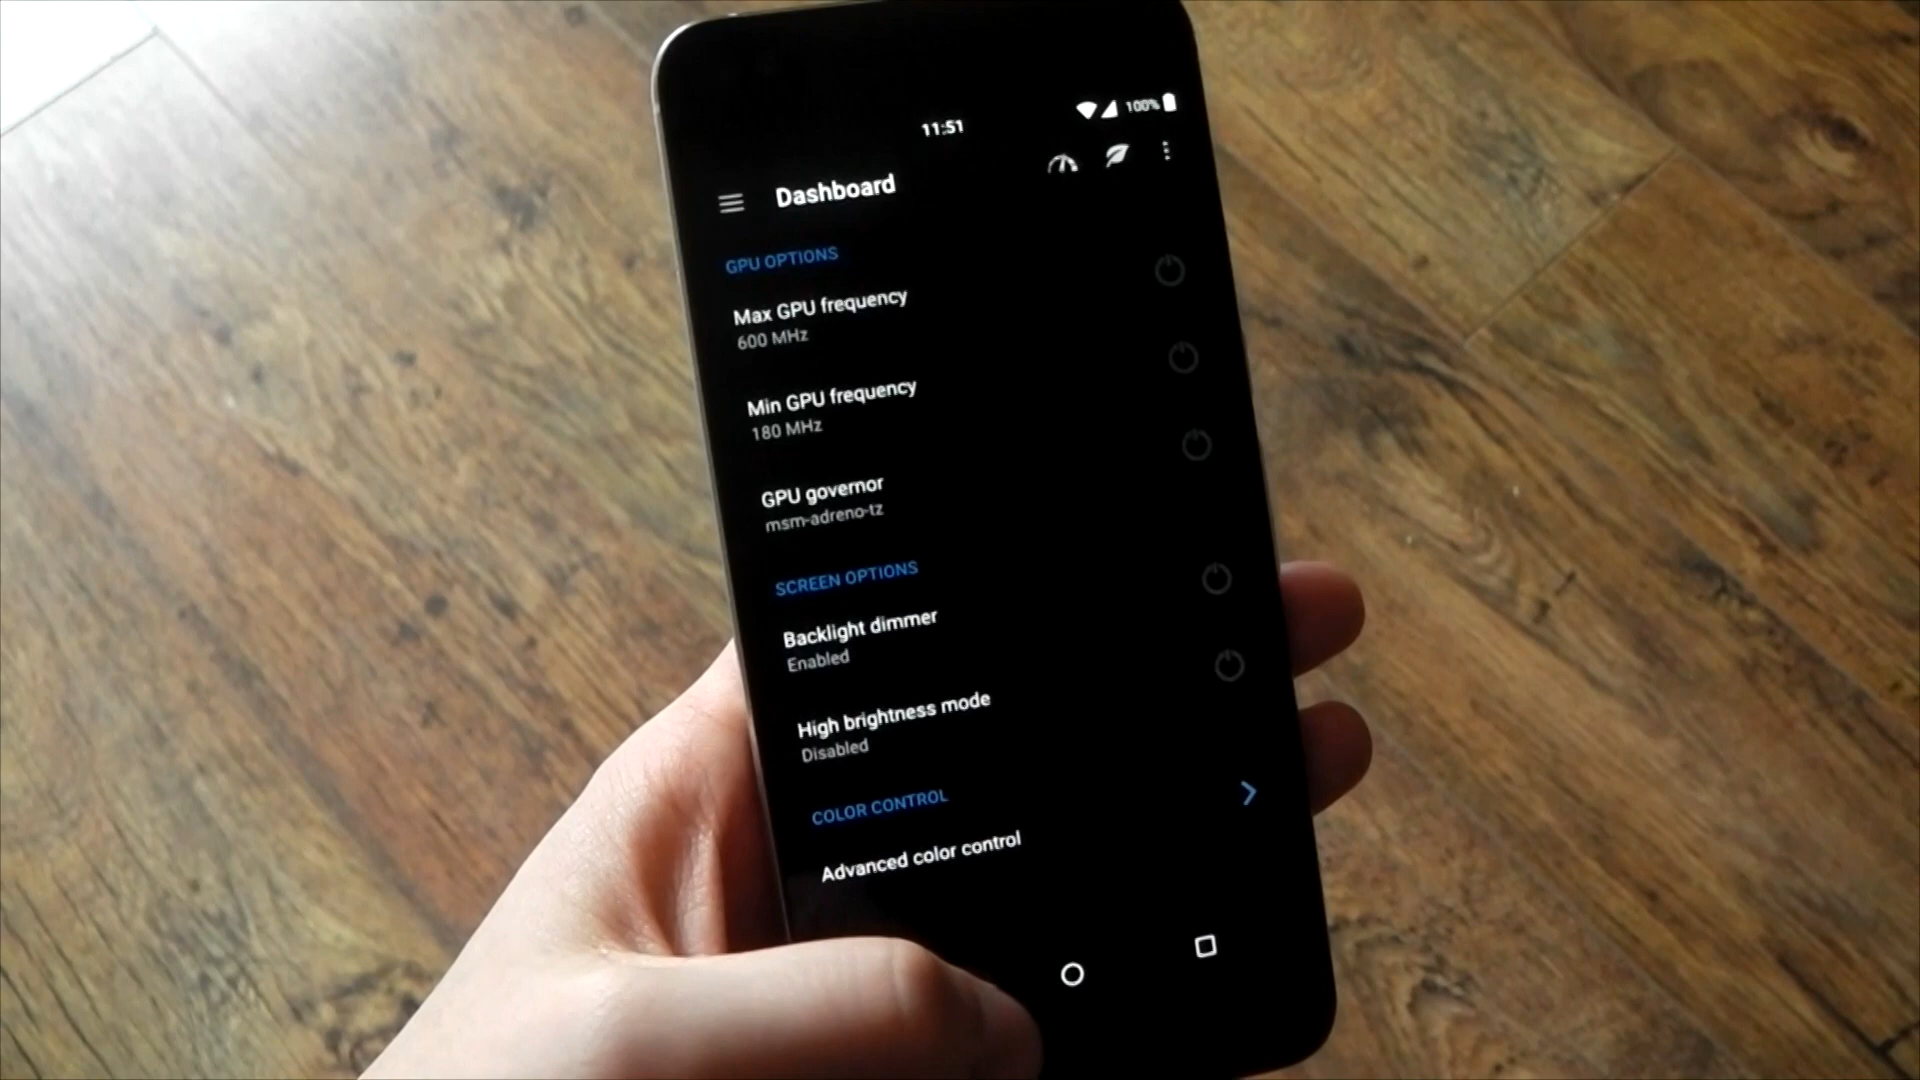 11:51
100%
Dashboard
GPU OPTIONS
Max GPU frequency
600 MHz
Min GPU frequency
180 MHz
GPU governor
msm-adreno-tz
SCREEN OPTIONS
Backlight dimmer
Enabled
High brightness mode
Disabled
COLOR CONTROL
Advanced color control